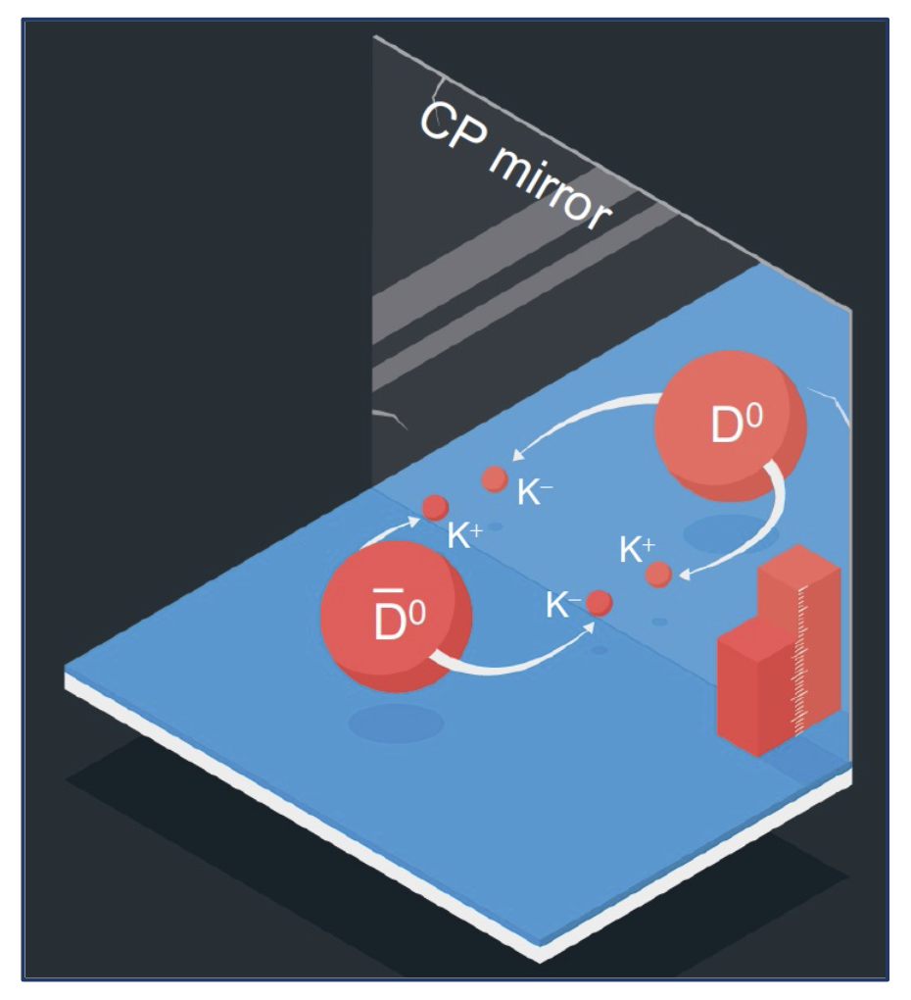 CP mirror
D⁰
K⁻
K⁺
K⁺
K⁻
D̅⁰